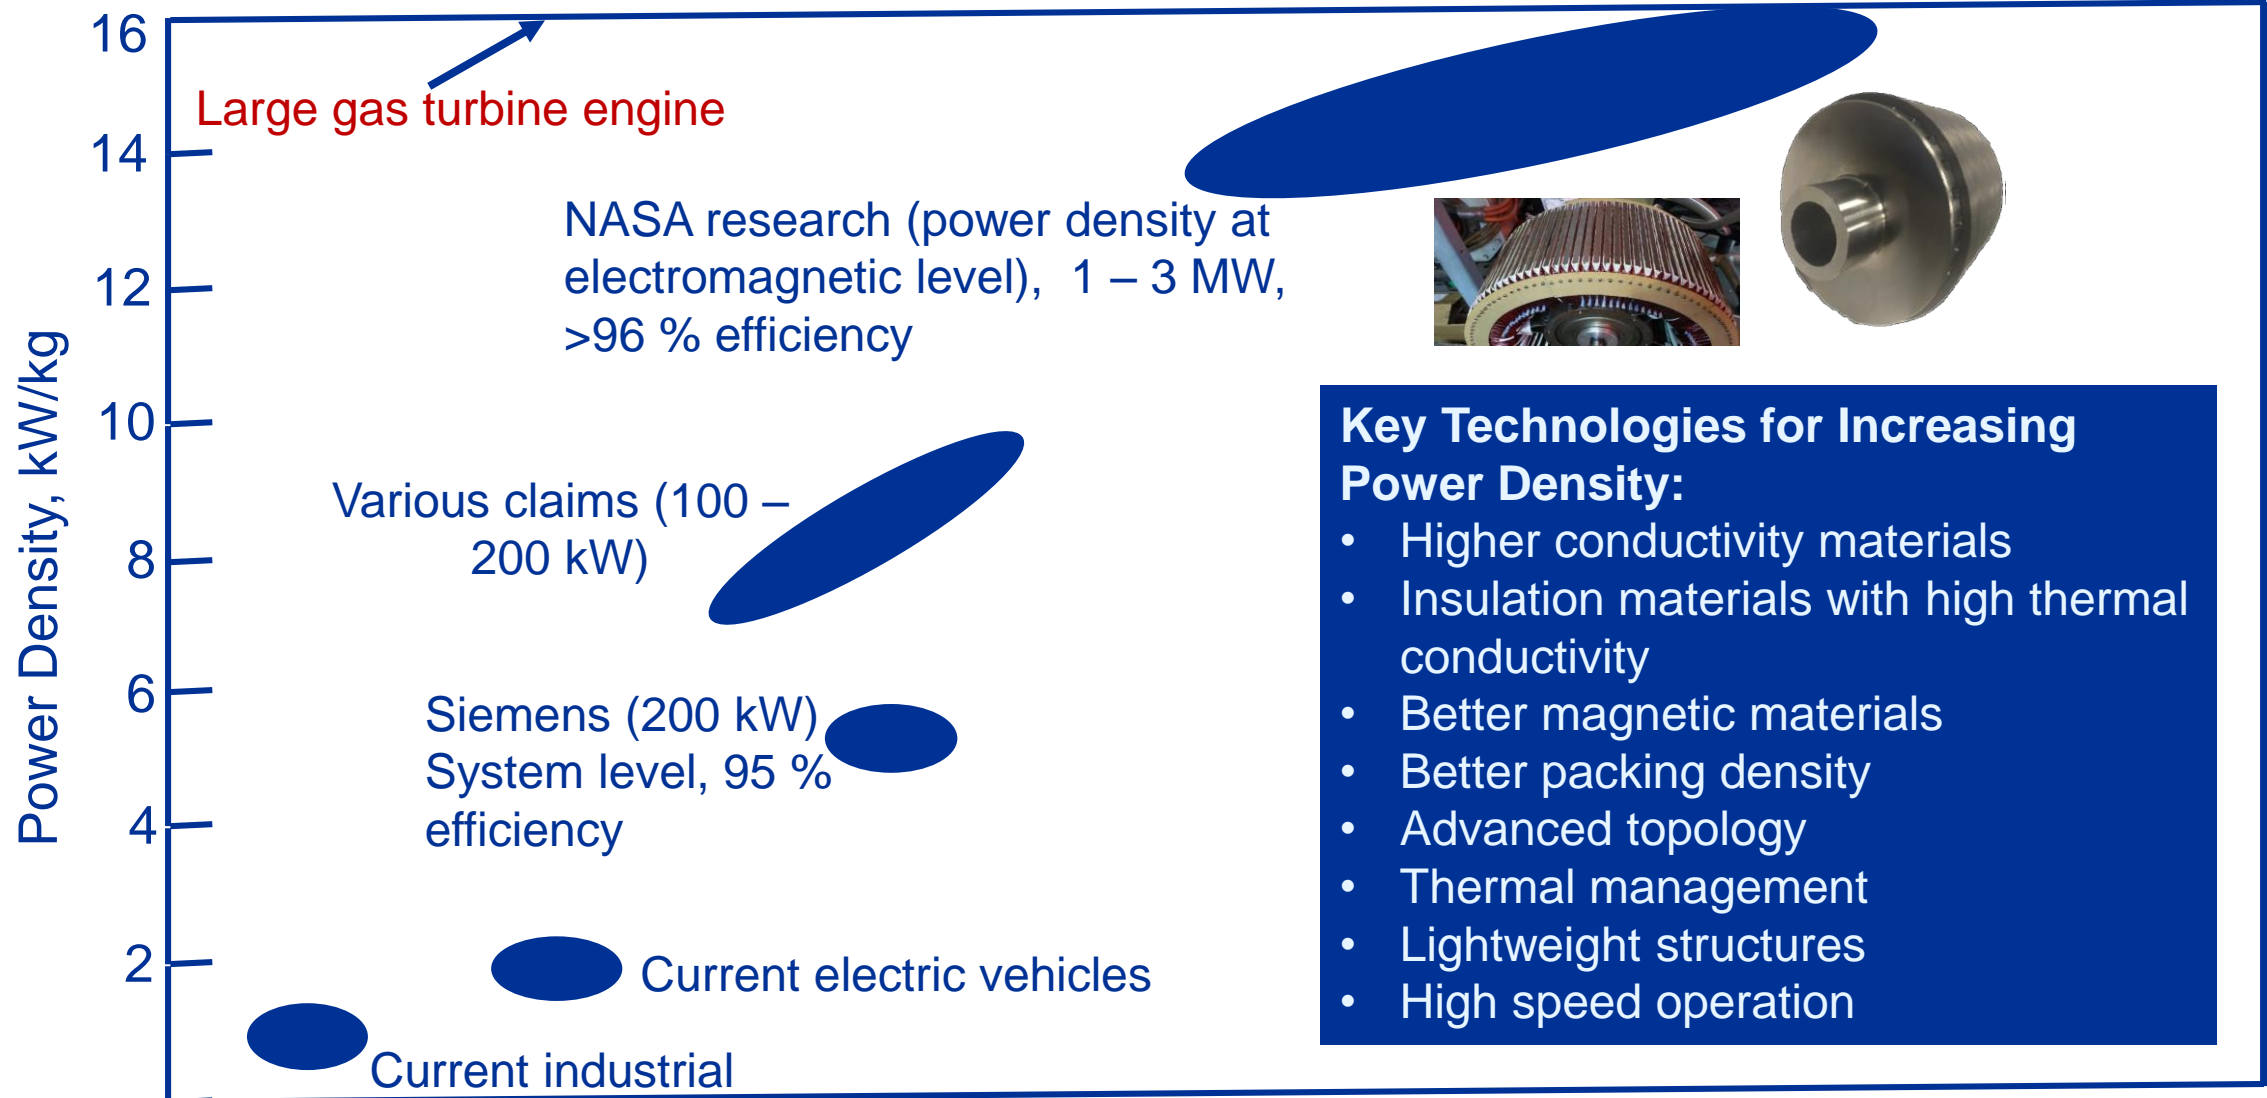 16
Large gas turbine engine
14
NASA research (power density at
electromagnetic level), 1 – 3 MW,
>96 % efficiency
12
10
Power Density, kW/kg
Various claims (100 –
200 kW)
8
6
Siemens (200 kW)
System level, 95 %
efficiency
4
2
Current electric vehicles
Current industrial
Key Technologies for Increasing
Power Density:
• Higher conductivity materials
• Insulation materials with high thermal
conductivity
• Better magnetic materials
• Better packing density
• Advanced topology
• Thermal management
• Lightweight structures
• High speed operation